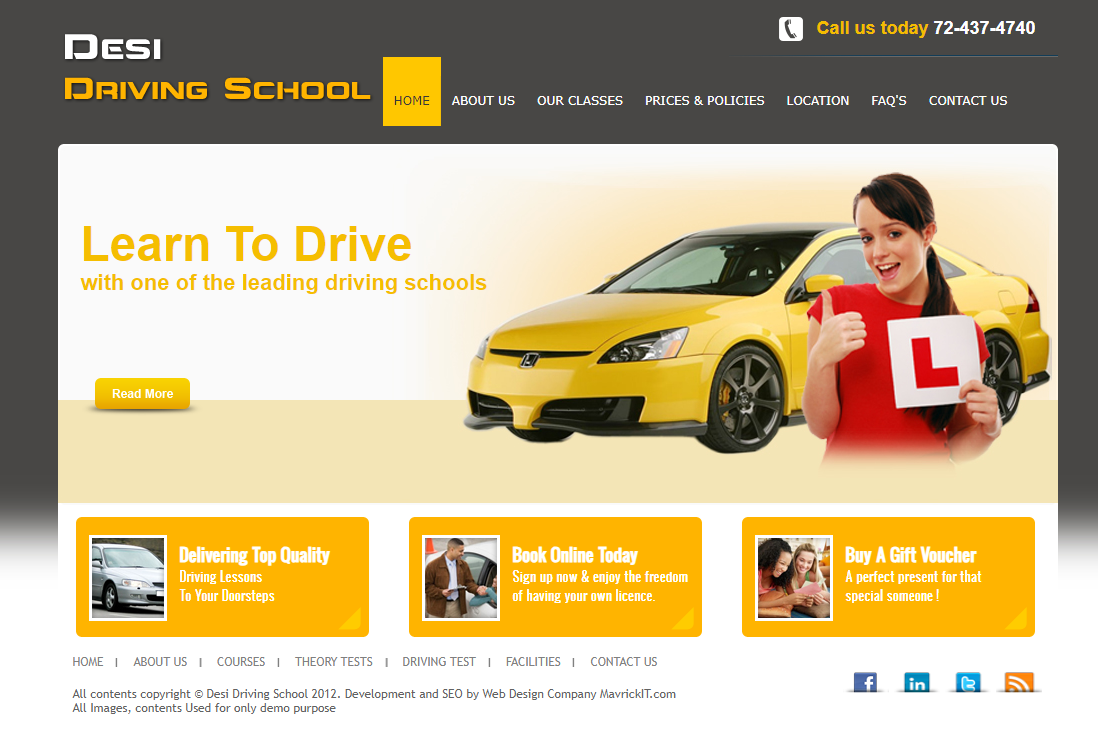 Call us today 72-437-4740
Desi
Driving School
HOME ABOUT US OUR CLASSES PRICES & POLICIES LOCATION FAQ'S CONTACT US
Learn To Drive
with one of the leading driving schools
L
Read More
Delivering Top Quality
Driving Lessons
To Your Doorsteps
Book Online Today
Sign up now & enjoy the freedom
of having your own licence.
Buy A Gift Voucher
A perfect present for that
special someone !
HOME | ABOUT US | COURSES | THEORY TESTS | DRIVING TEST | FACILITIES | CONTACT US
All contents copyright © Desi Driving School 2012. Development and SEO by Web Design Company MavrickIT.com
All Images, contents Used for only demo purpose